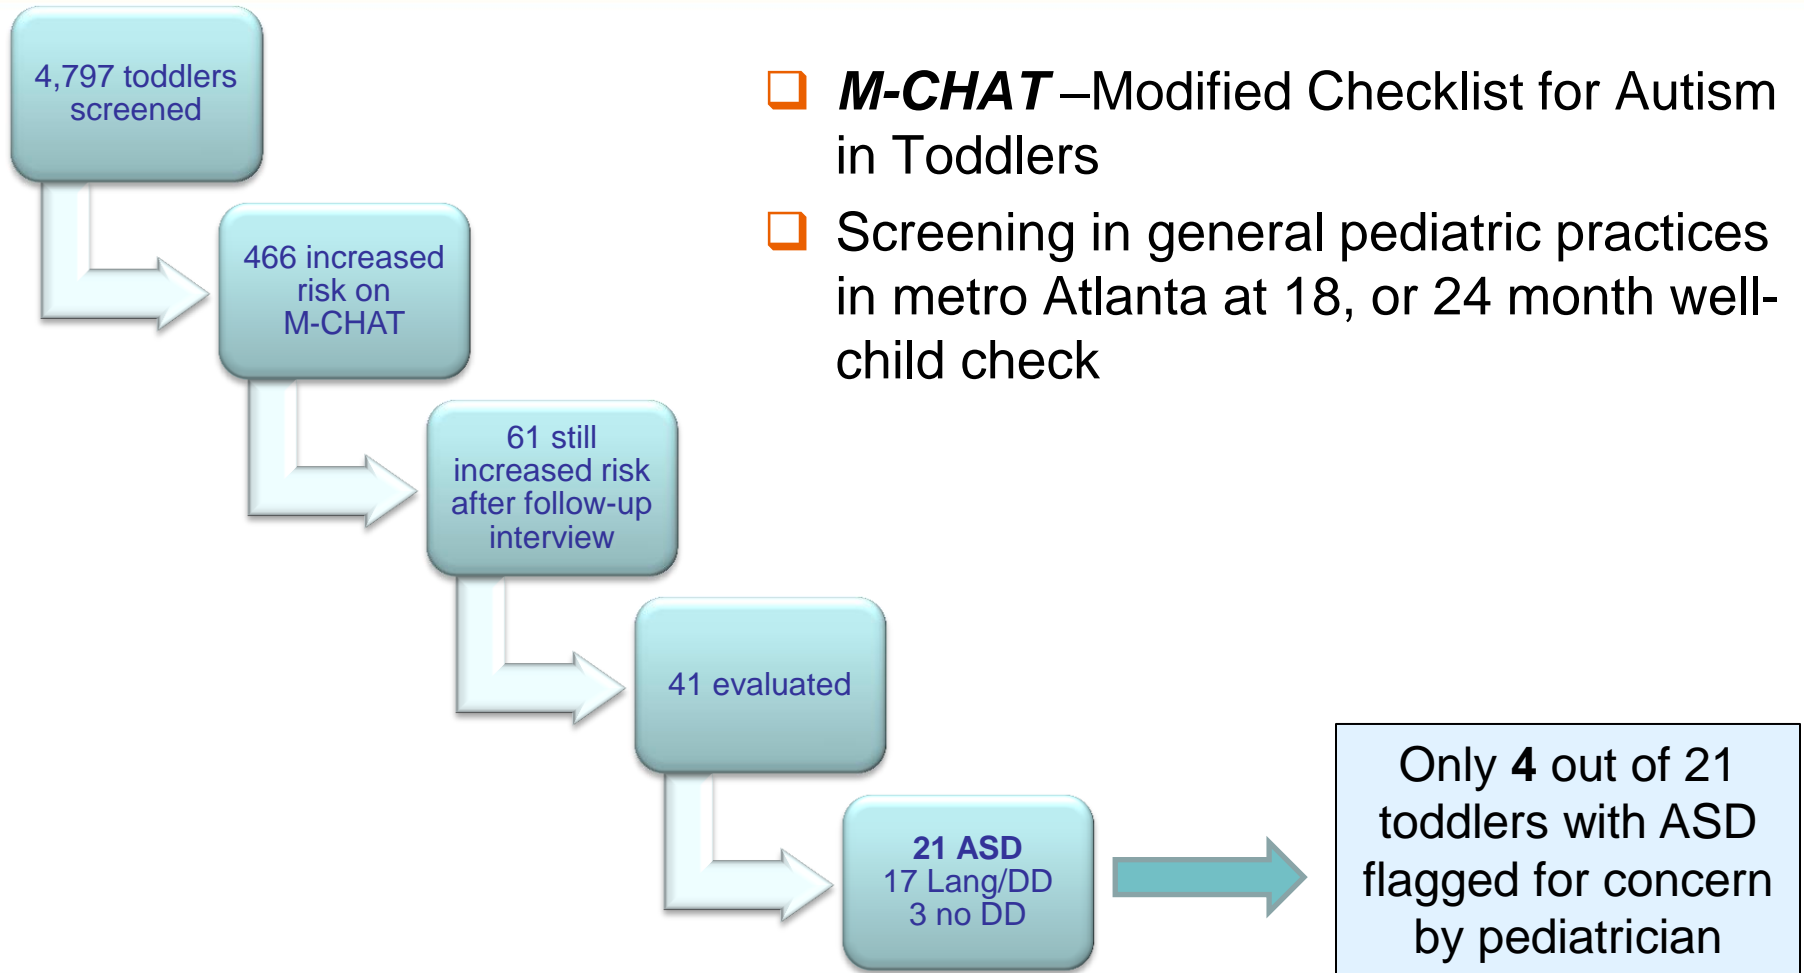 4,797 toddlers
screened
466 increased
risk on
M-CHAT
61 still
increased risk
after follow-up
interview
41 evaluated
21 ASD
17 Lang/DD
3 no DD
M-CHAT –Modified Checklist for Autism
in Toddlers
Screening in general pediatric practices
in metro Atlanta at 18, or 24 month well-
child check
Only 4 out of 21
toddlers with ASD
flagged for concern
by pediatrician